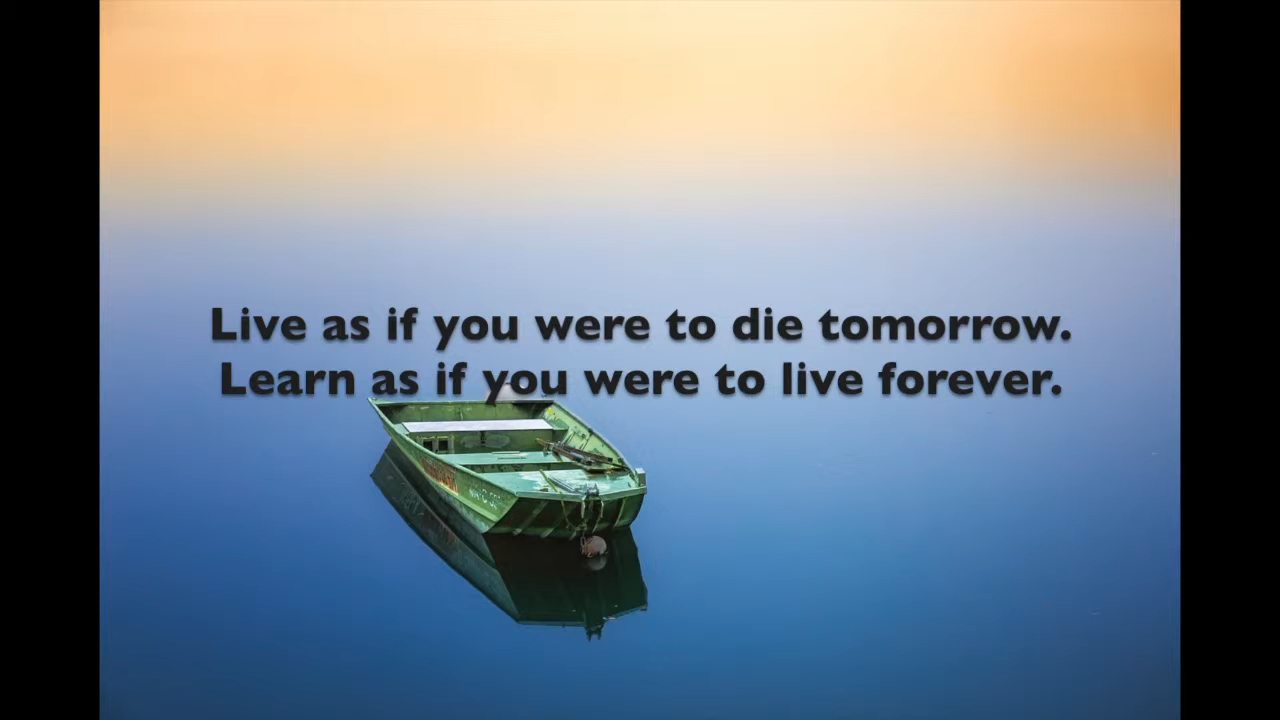 Live as if you were to die tomorrow.
Learn as if you were to live forever.